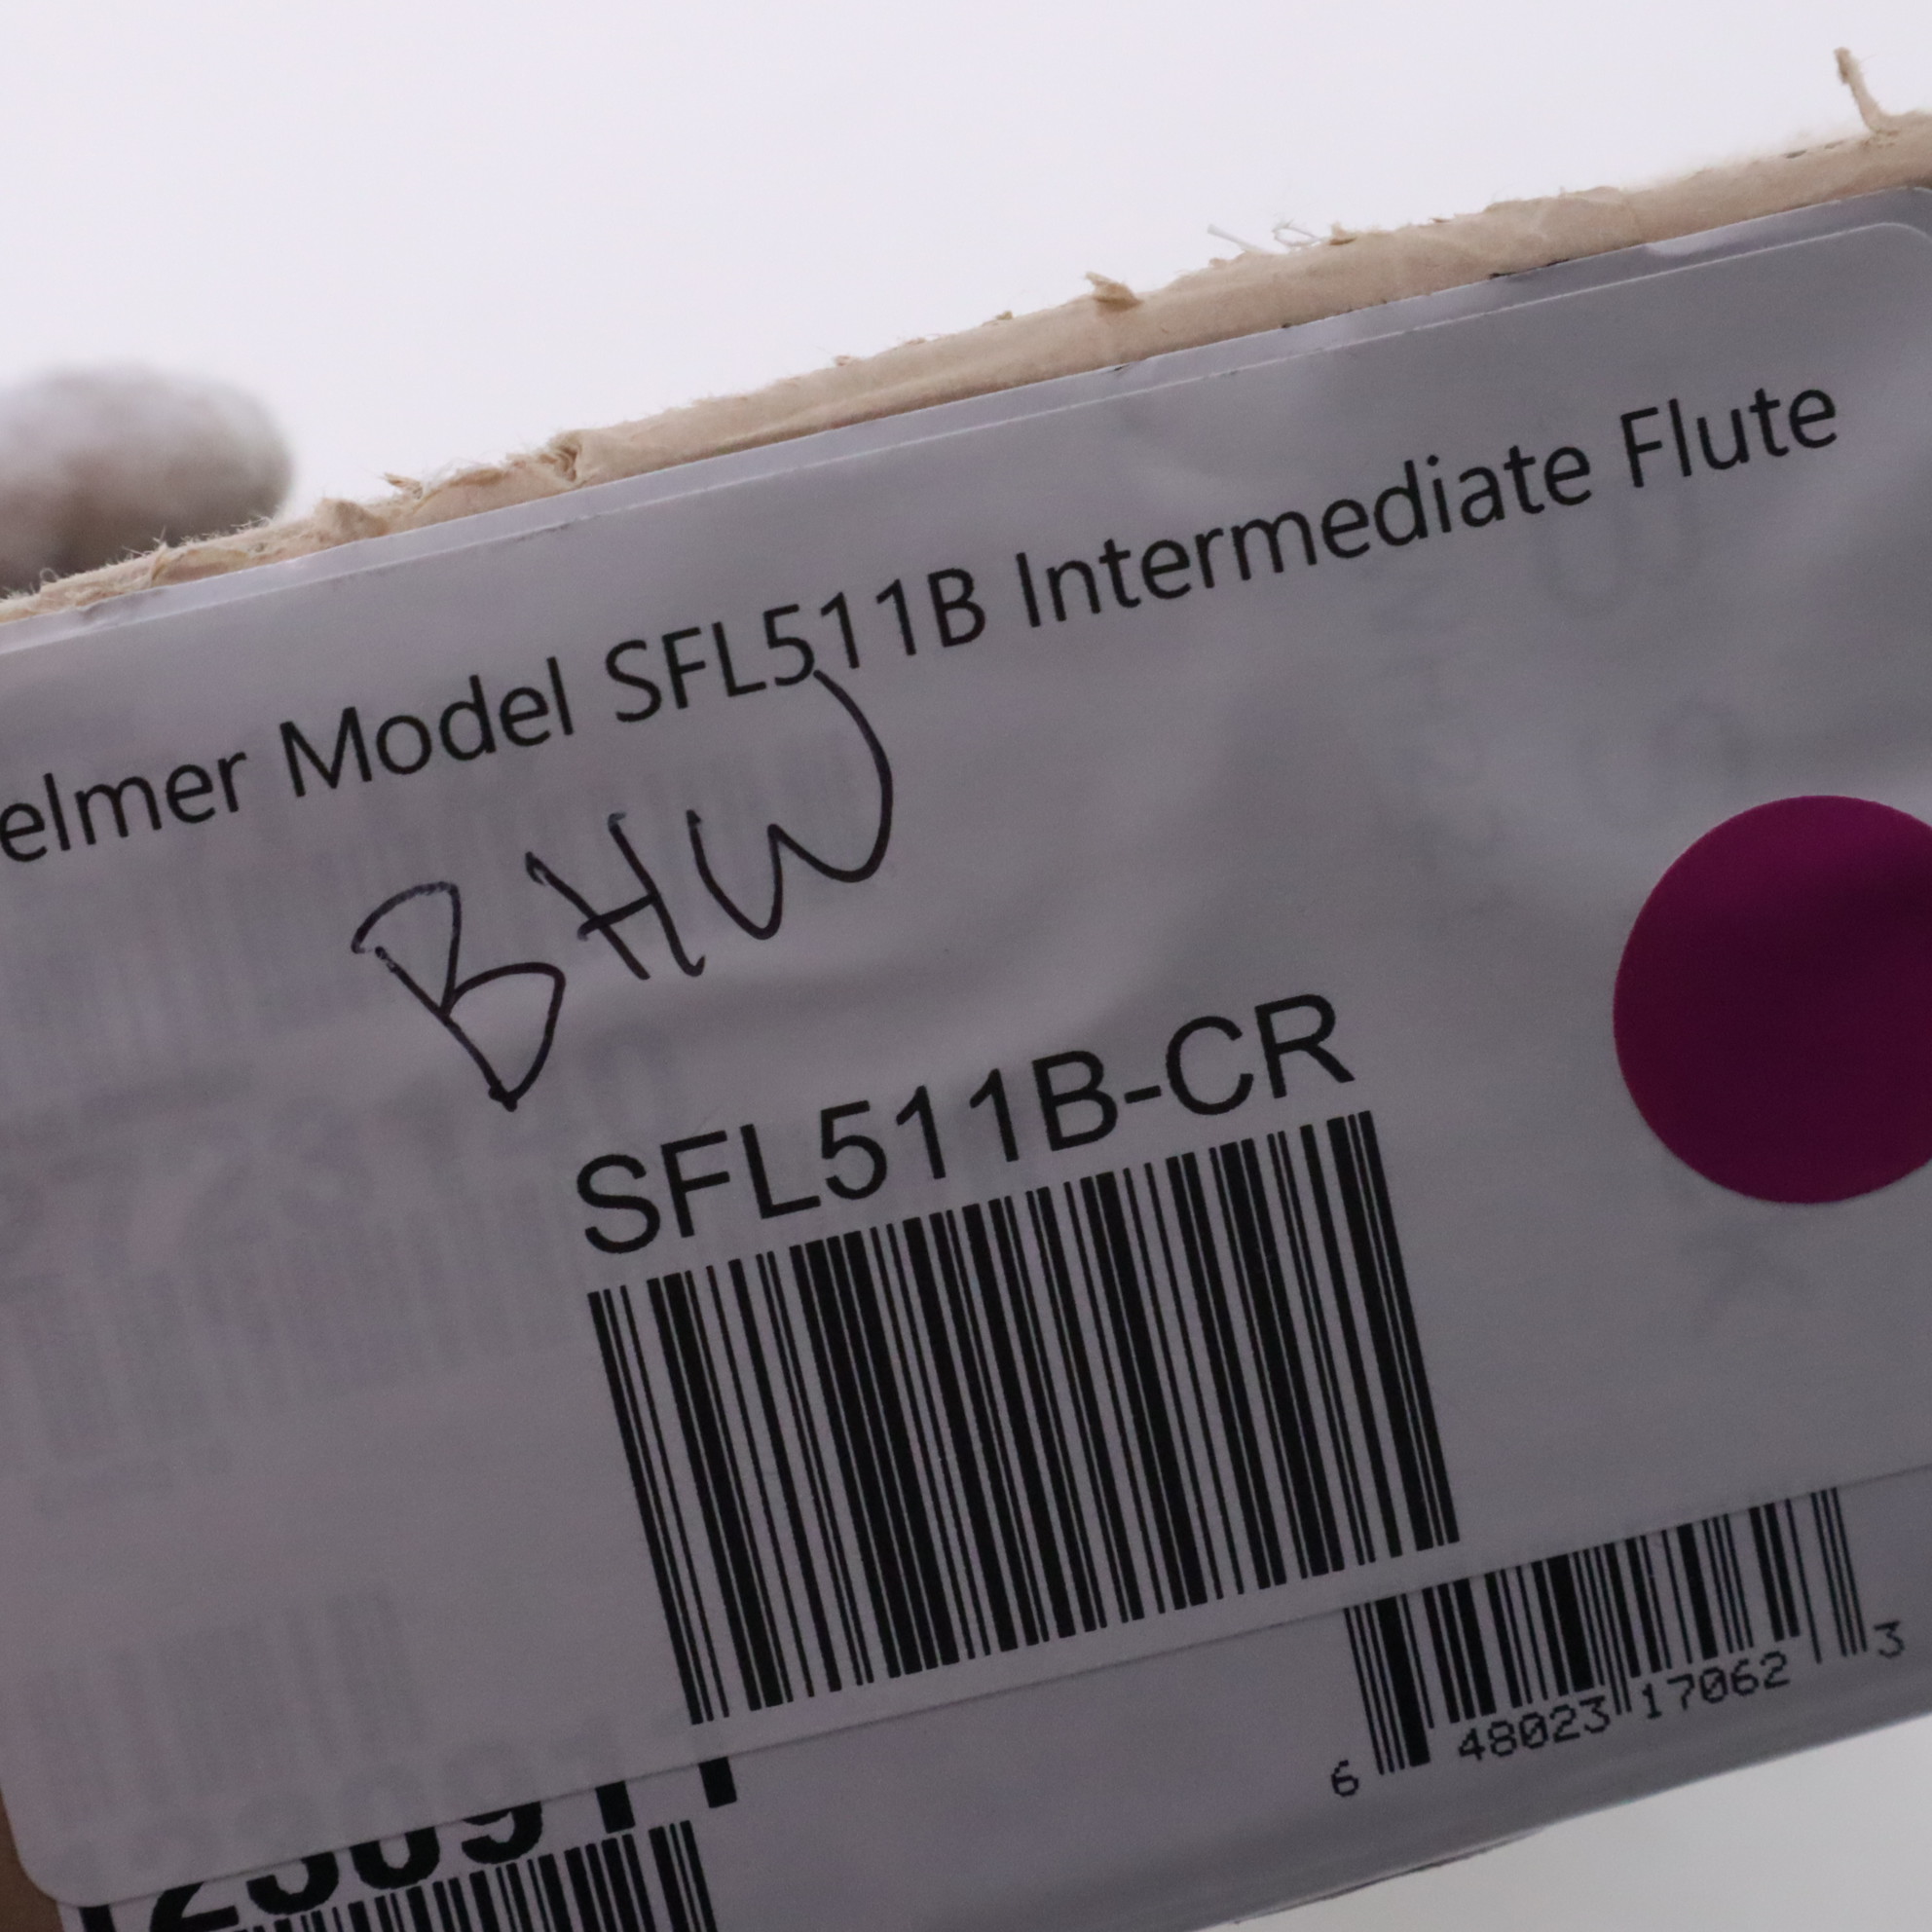 elmer Model SFL511B Intermediate Flute
BHW
SFL511B-CR
6 48023 17062 3